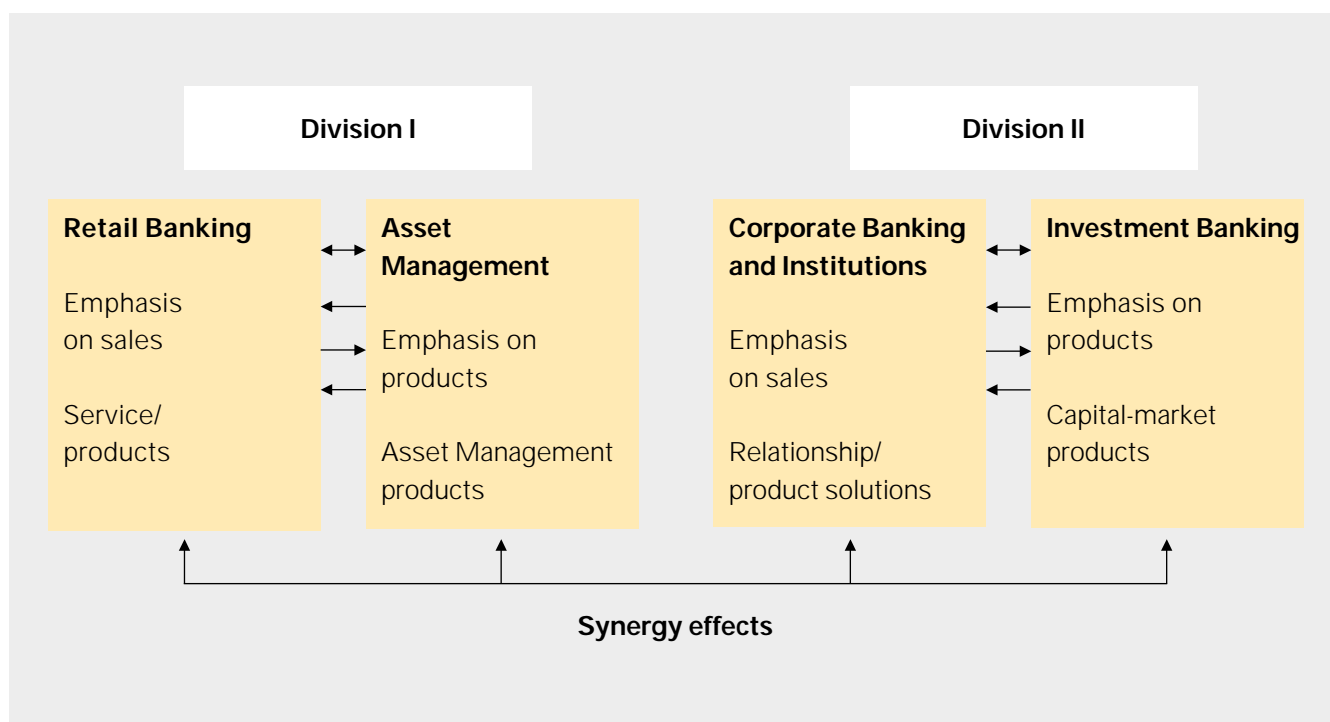 Division I
Division II
Retail Banking
Emphasis
on sales
Service/
products
Asset
Management
Emphasis on
products
Asset Management
products
Corporate Banking
and Institutions
Emphasis
on sales
Relationship/
product solutions
Investment Banking
Emphasis on
products
Capital-market
products
Synergy effects